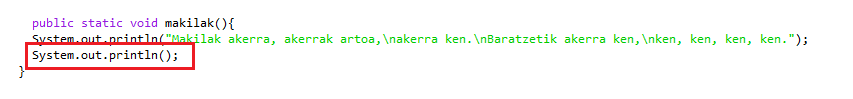 public static void makilak(){
System.out.println("Makilak akerra, akerrak artoa,\nakerra ken.\nBaratzetik akerra ken,\nken, ken, ken, ken.");
System.out.println();
}